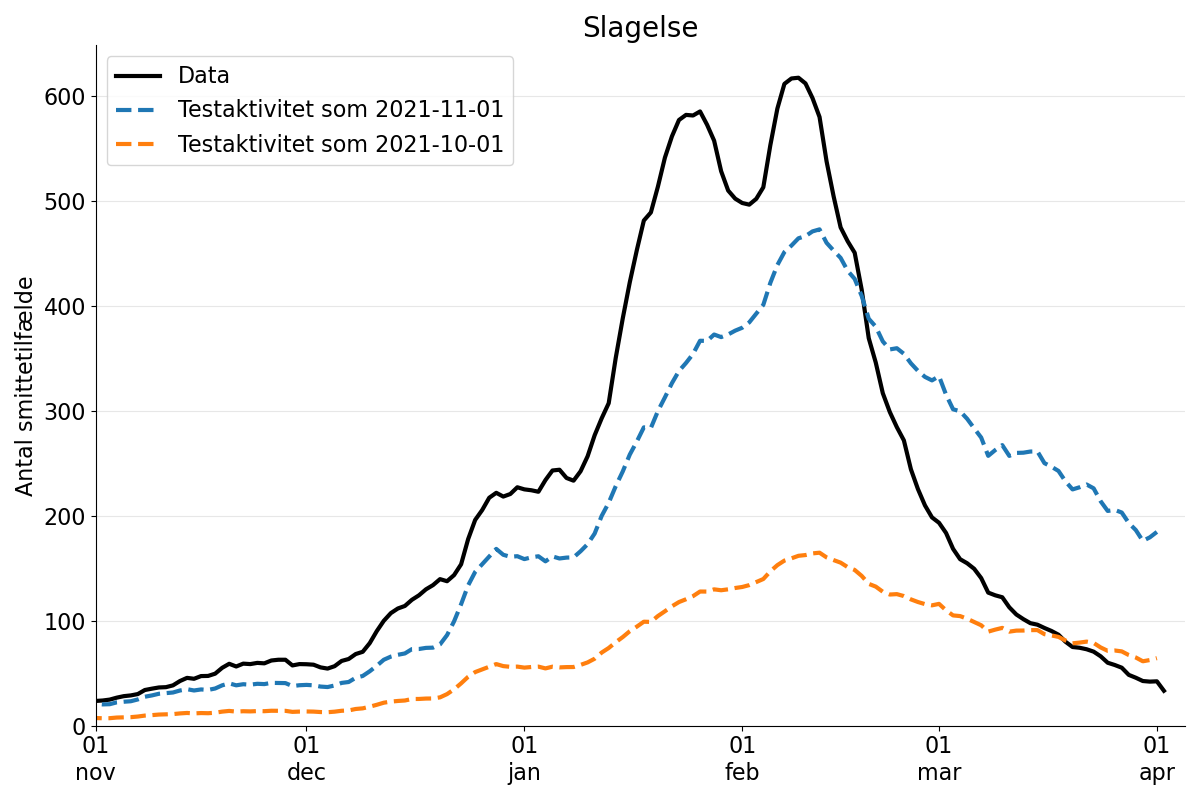 Slagelse
Data
Testaktivitet som 2021-11-01
Testaktivitet som 2021-10-01
Antal smittetilfælde
600
500
400
300
200
100
0
01 01 01 01 01 01
nov dec jan feb mar apr